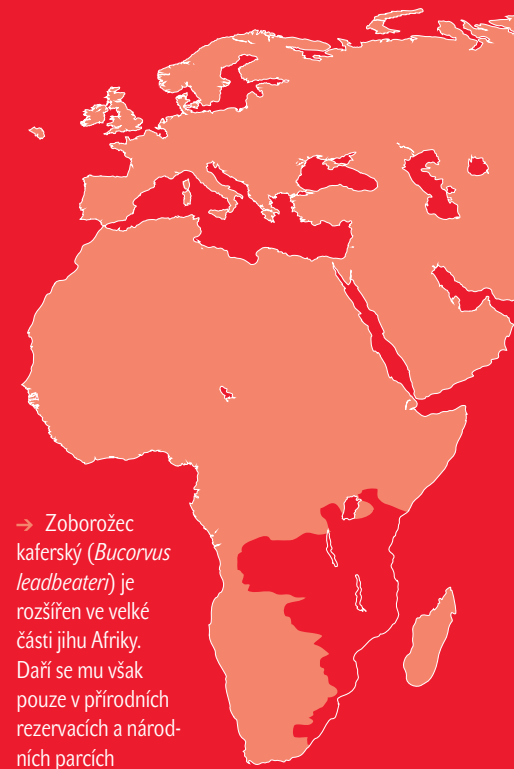 → Zoborožec
kaferský (Bucorvus
leadbeateri) je
rozšířen ve velké
části jihu Afriky.
Daří se mu však
pouze v přírodních
rezervacích a národ-
ních parcích